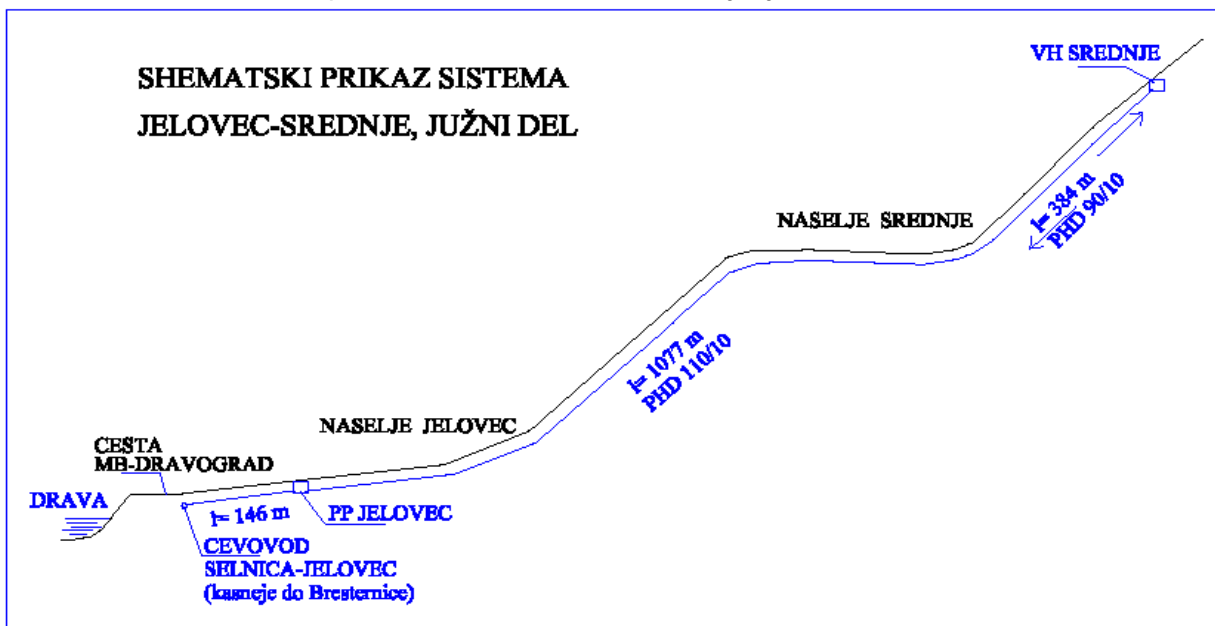 SHEMATSKI PRIKAZ SISTEMA
JELOVEC-SREDNJE, JUŽNI DEL
VH SREDNJE
l= 384 m
PHD 90/10
NASELJE SREDNJE
l= 1077 m
PHD 110/10
NASELJE JELOVEC
CESTA
MB-DRAVOGRAD
DRAVA
l= 146 m
PP JELOVEC
CEVOVOD
SELNICA-JELOVEC
(kasneje do Bresternice)